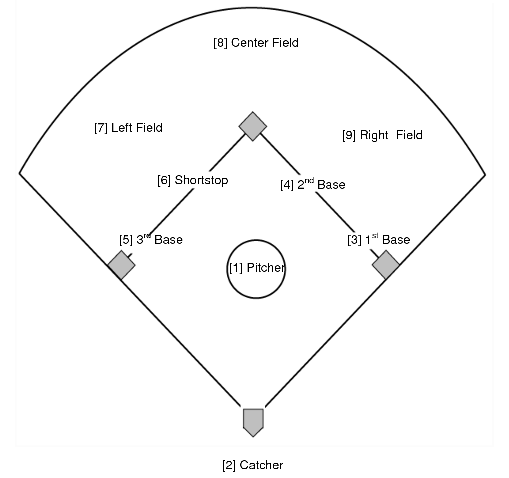 [8] Center Field
[7] Left Field
[9] Right Field
[6] Shortstop
[4] 2nd Base
[5] 3rd Base
[3] 1st Base
[1] Pitcher
[2] Catcher